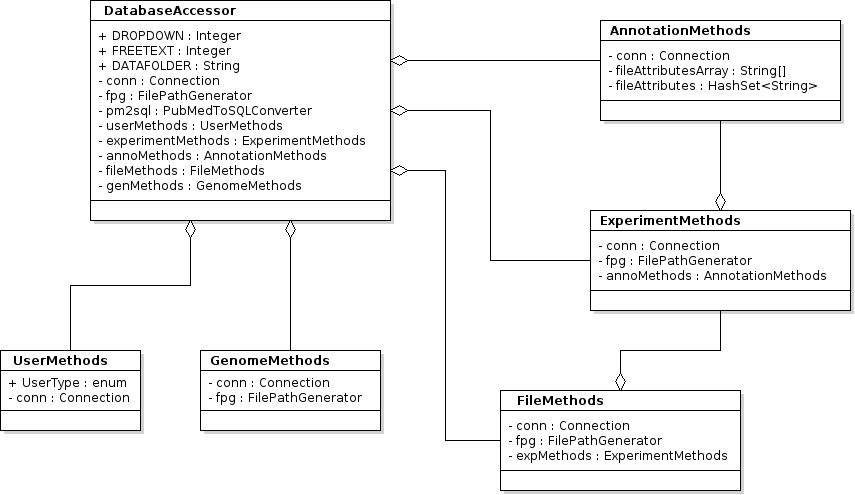 DatabaseAccessor
+ DROPDOWN : Integer
+ FREETEXT : Integer
+ DATAFOLDER : String
- conn : Connection
- fpg : FilePathGenerator
- pm2sql : PubMedToSQLConverter
- userMethods : UserMethods
- experimentMethods : ExperimentMethods
- annoMethods : AnnotationMethods
- fileMethods : FileMethods
- genMethods : GenomeMethods
AnnotationMethods
- conn : Connection
- fileAttributesArray : String[]
- fileAttributes : HashSet<String>
ExperimentMethods
- conn : Connection
- fpg : FilePathGenerator
- annoMethods : AnnotationMethods
UserMethods
+ UserType : enum
- conn : Connection
GenomeMethods
- conn : Connection
- fpg : FilePathGenerator
FileMethods
- conn : Connection
- fpg : FilePathGenerator
- expMethods : ExperimentMethods